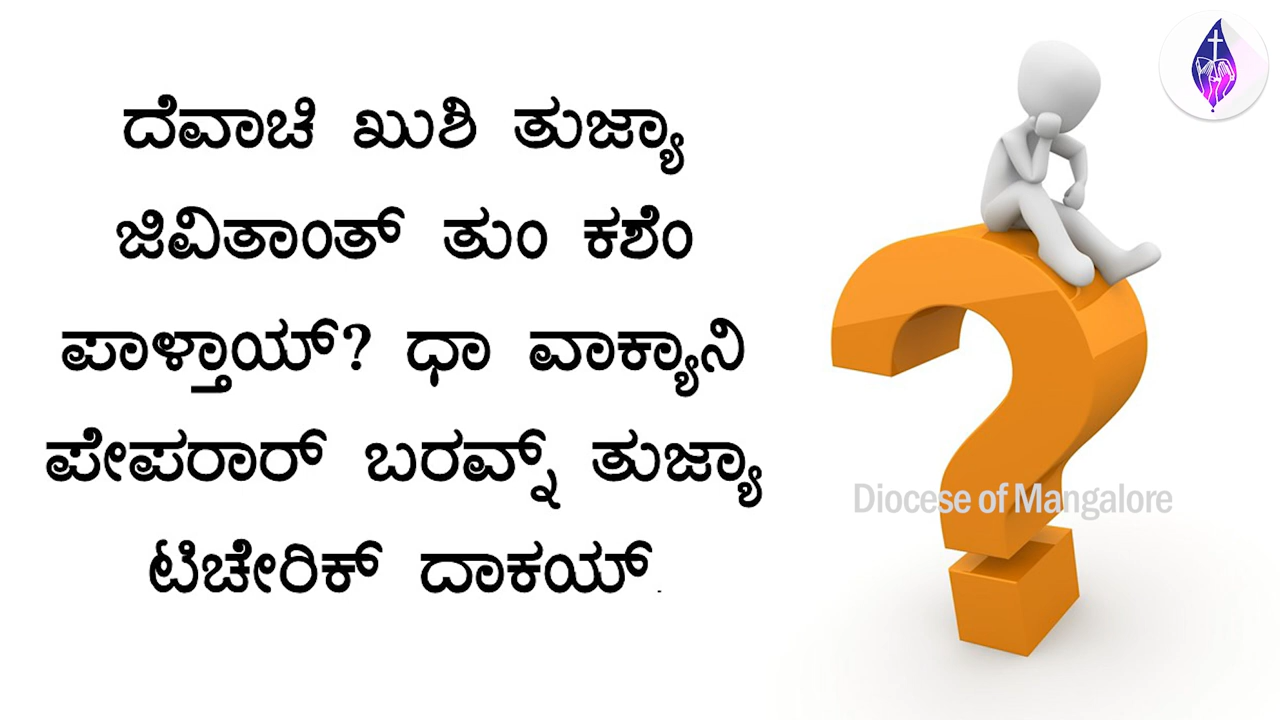 ದೆವಾಚಿ ಖುಶಿ ತುಜ್ಯಾ
ಜಿವಿತಾಂತ್ ತುಂ ಕಶೆಂ
ಪಾಳ್ತಾಯ್? ಧಾ ವಾಕ್ಯಾನಿ
ಪೇಪರಾರ್ ಬರವ್ನ್ ತುಜ್ಯಾ
ಟಿಚೇರಿಕ್ ದಾಕಯ್.
Diocese of Mangalore